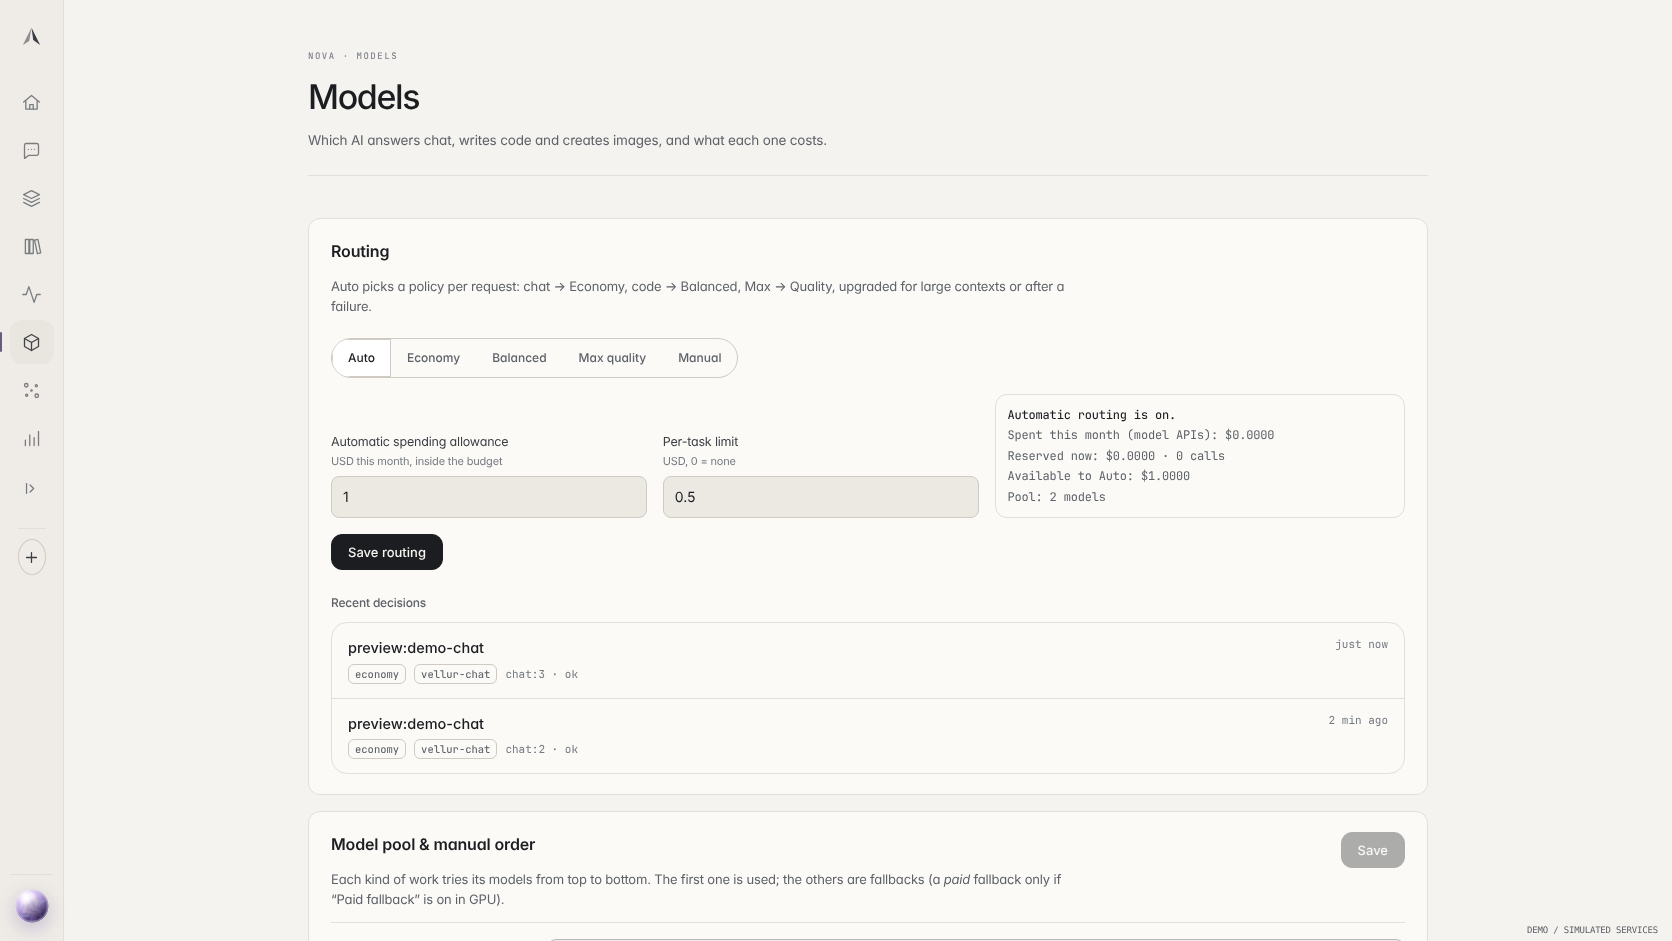 NOVA · MODELS
Models
Which AI answers chat, writes code and creates images, and what each one costs.
Routing
Auto picks a policy per request: chat → Economy, code → Balanced, Max → Quality, upgraded for large contexts or after a
failure.
Auto Economy Balanced Max quality Manual
Automatic spending allowance
USD this month, inside the budget
1
Per-task limit
USD, 0 = none
0.5
Automatic routing is on.
Spent this month (model APIs): $0.0000
Reserved now: $0.0000 · 0 calls
Available to Auto: $1.0000
Pool: 2 models
Save routing
Recent decisions
preview:demo-chat
just now
economy vellur-chat chat:3 · ok
preview:demo-chat
2 min ago
economy vellur-chat chat:2 · ok
Model pool & manual order
Save
Each kind of work tries its models from top to bottom. The first one is used; the others are fallbacks (a paid fallback only if
“Paid fallback” is on in GPU).
DEMO / SIMULATED SERVICES